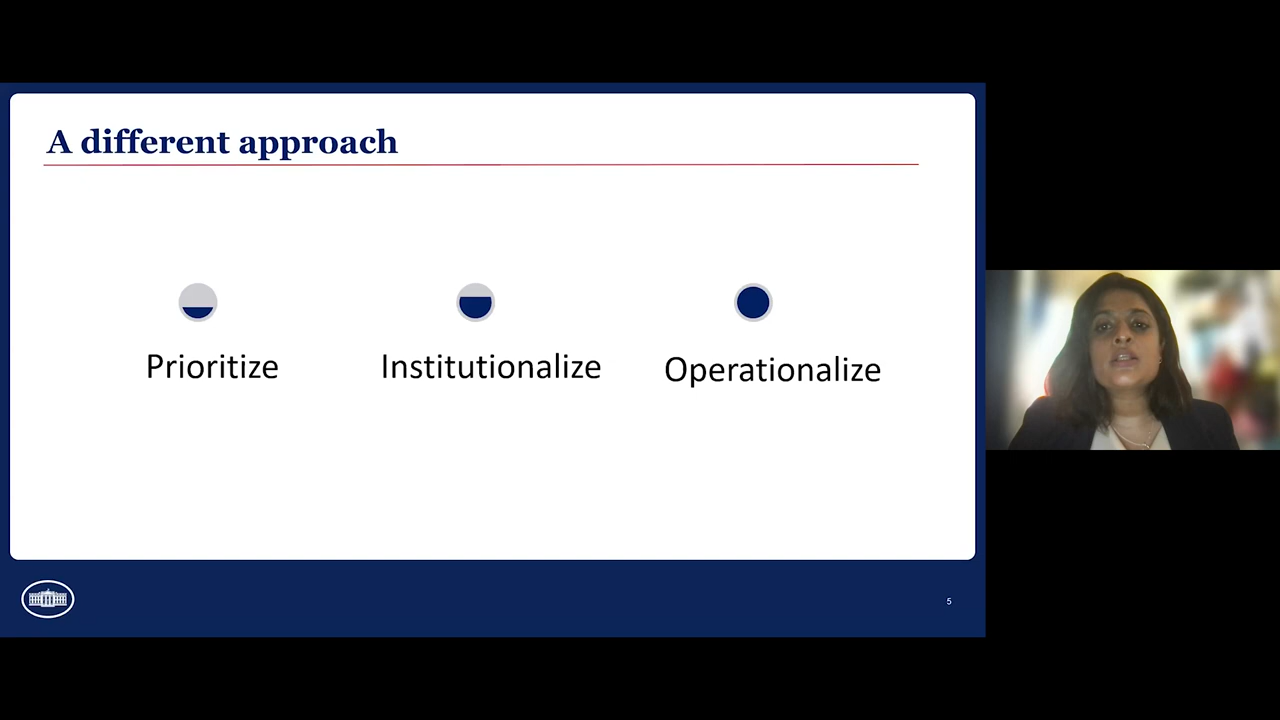 A different approach
Prioritize
Institutionalize
Operationalize
5